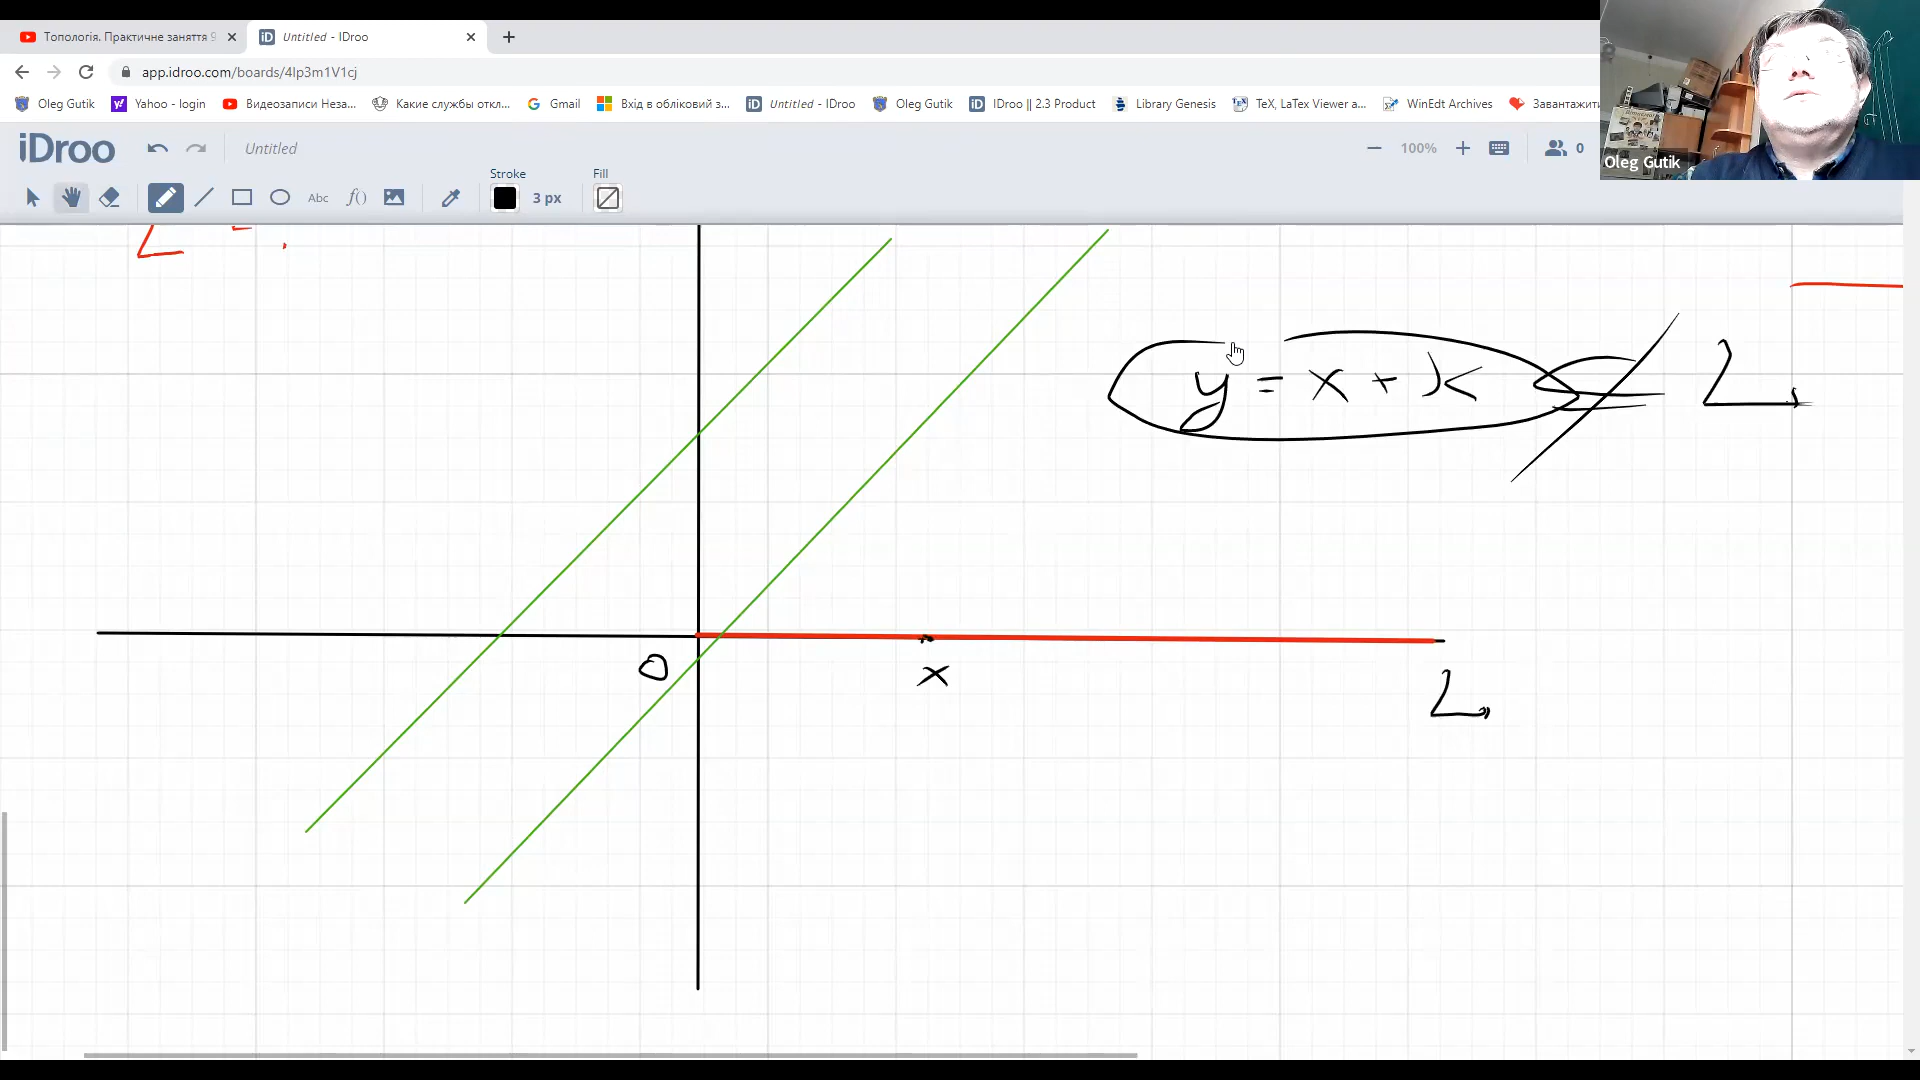 Топологія. Практичне заняття 9
Untitled - IDroo
app.idroo.com/boards/4lp3m1V1cj
Oleg Gutik
Yahoo - login
Видеозаписи Неза...
Какие службы откл...
Gmail
Вхід в обліковий з...
Untitled - IDroo
Oleg Gutik
IDroo || 2.3 Product
Library Genesis
TeX, LaTex Viewer a...
WinEdt Archives
Завантажити
Oleg Gutik
iDroo
Untitled
100%
0
Stroke
Fill
Abc
f()
3 px
y = x + k
L
O
x
L